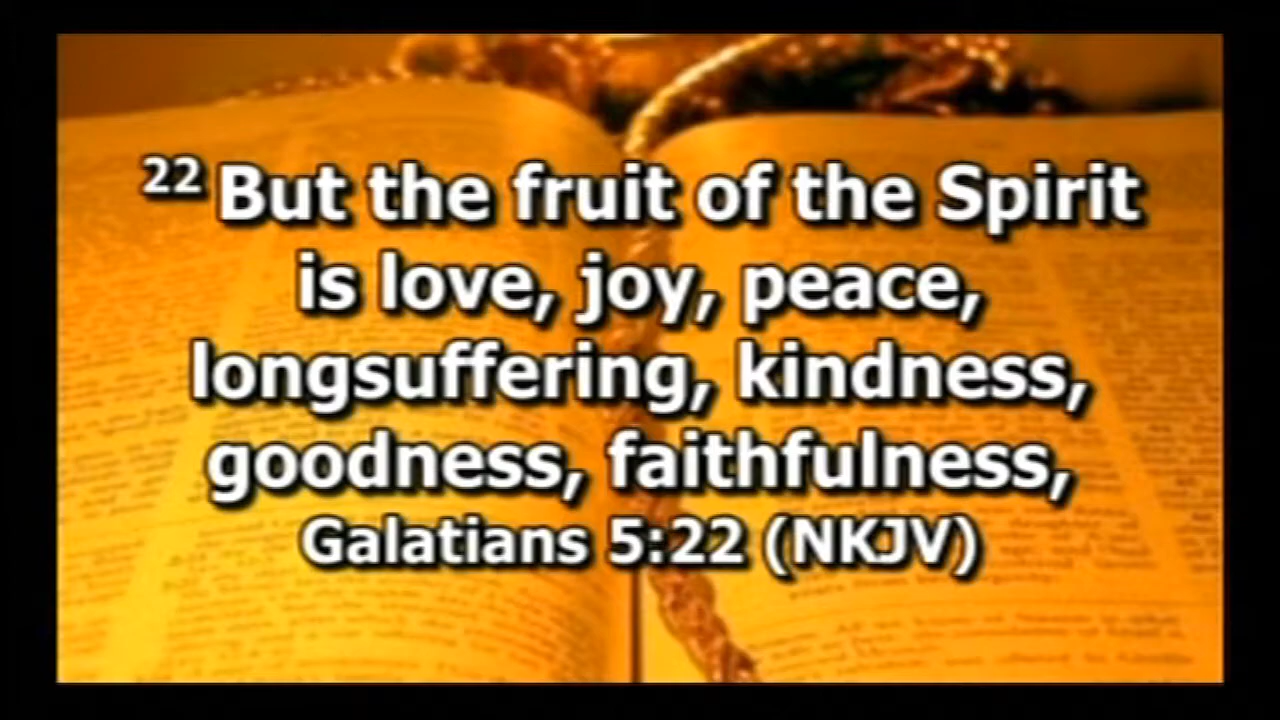 22 But the fruit of the Spirit
is love, joy, peace,
longsuffering, kindness,
goodness, faithfulness,
Galatians 5:22 (NKJV)